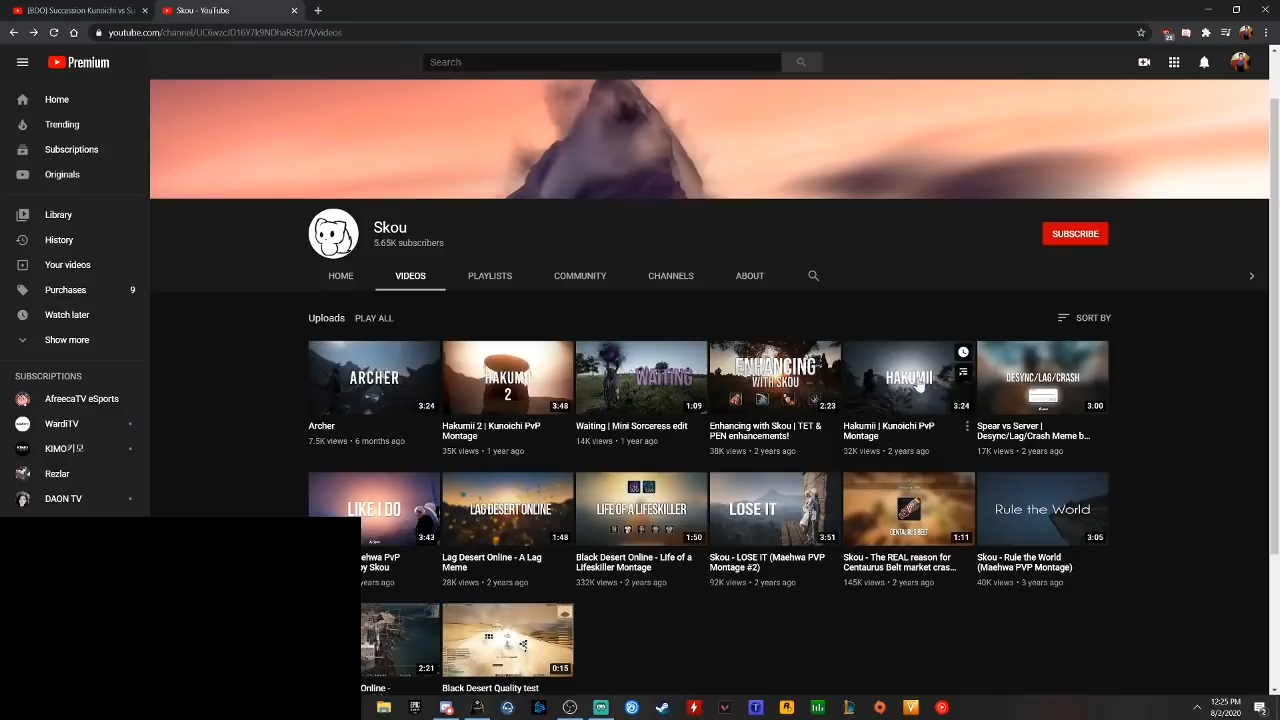 [BDO] Succession Kunoichi vs Su
Skou - YouTube
youtube.com/channel/UC6wzcJD16Y7k9NDhaR3zt7A/videos
Premium
Search
Home
Trending
Subscriptions
Originals
Library
History
Your videos
Purchases 9
Watch later
Show more
SUBSCRIPTIONS
AfreecaTV eSports
WardiTV
KIMO키모
Rezlar
DAON TV
Skou
5.65K subscribers
SUBSCRIBE
HOME VIDEOS PLAYLISTS COMMUNITY CHANNELS ABOUT
Uploads PLAY ALL SORT BY
ARCHER
3:24
Archer
7.5K views • 6 months ago
HAKUMII
2
3:48
Hakumii 2 | Kunoichi PvP
Montage
35K views • 1 year ago
WAITING
1:09
Waiting | Mini Sorceress edit
14K views • 1 year ago
ENHANCING
WITH SKOU
2:23
Enhancing with Skou | TET &
PEN enhancements!
38K views • 2 years ago
HAKUMII
3:24
Hakumii | Kunoichi PvP
Montage
32K views • 2 years ago
DESYNC/LAG/CRASH
3:00
Spear vs Server |
Desync/Lag/Crash Meme b...
17K views • 2 years ago
LIKE I DO
3:43
ehwa PvP
by Skou
years ago
LAG DESERT ONLINE
1:48
Lag Desert Online - A Lag
Meme
28K views • 2 years ago
LIFE OF A LIFESKILLER
1:50
Black Desert Online - Life of a
Lifeskiller Montage
332K views • 2 years ago
LOSE IT
3:51
Skou - LOSE IT (Maehwa PVP
Montage #2)
92K views • 2 years ago
CENTAURUS BELT
1:11
Skou - The REAL reason for
Centaurus Belt market cras...
145K views • 2 years ago
Rule the World
3:05
Skou - Rule the World
(Maehwa PVP Montage)
40K views • 3 years ago
2:21
Online -
0:15
Black Desert Quality test
12:25 PM
8/2/2020
2